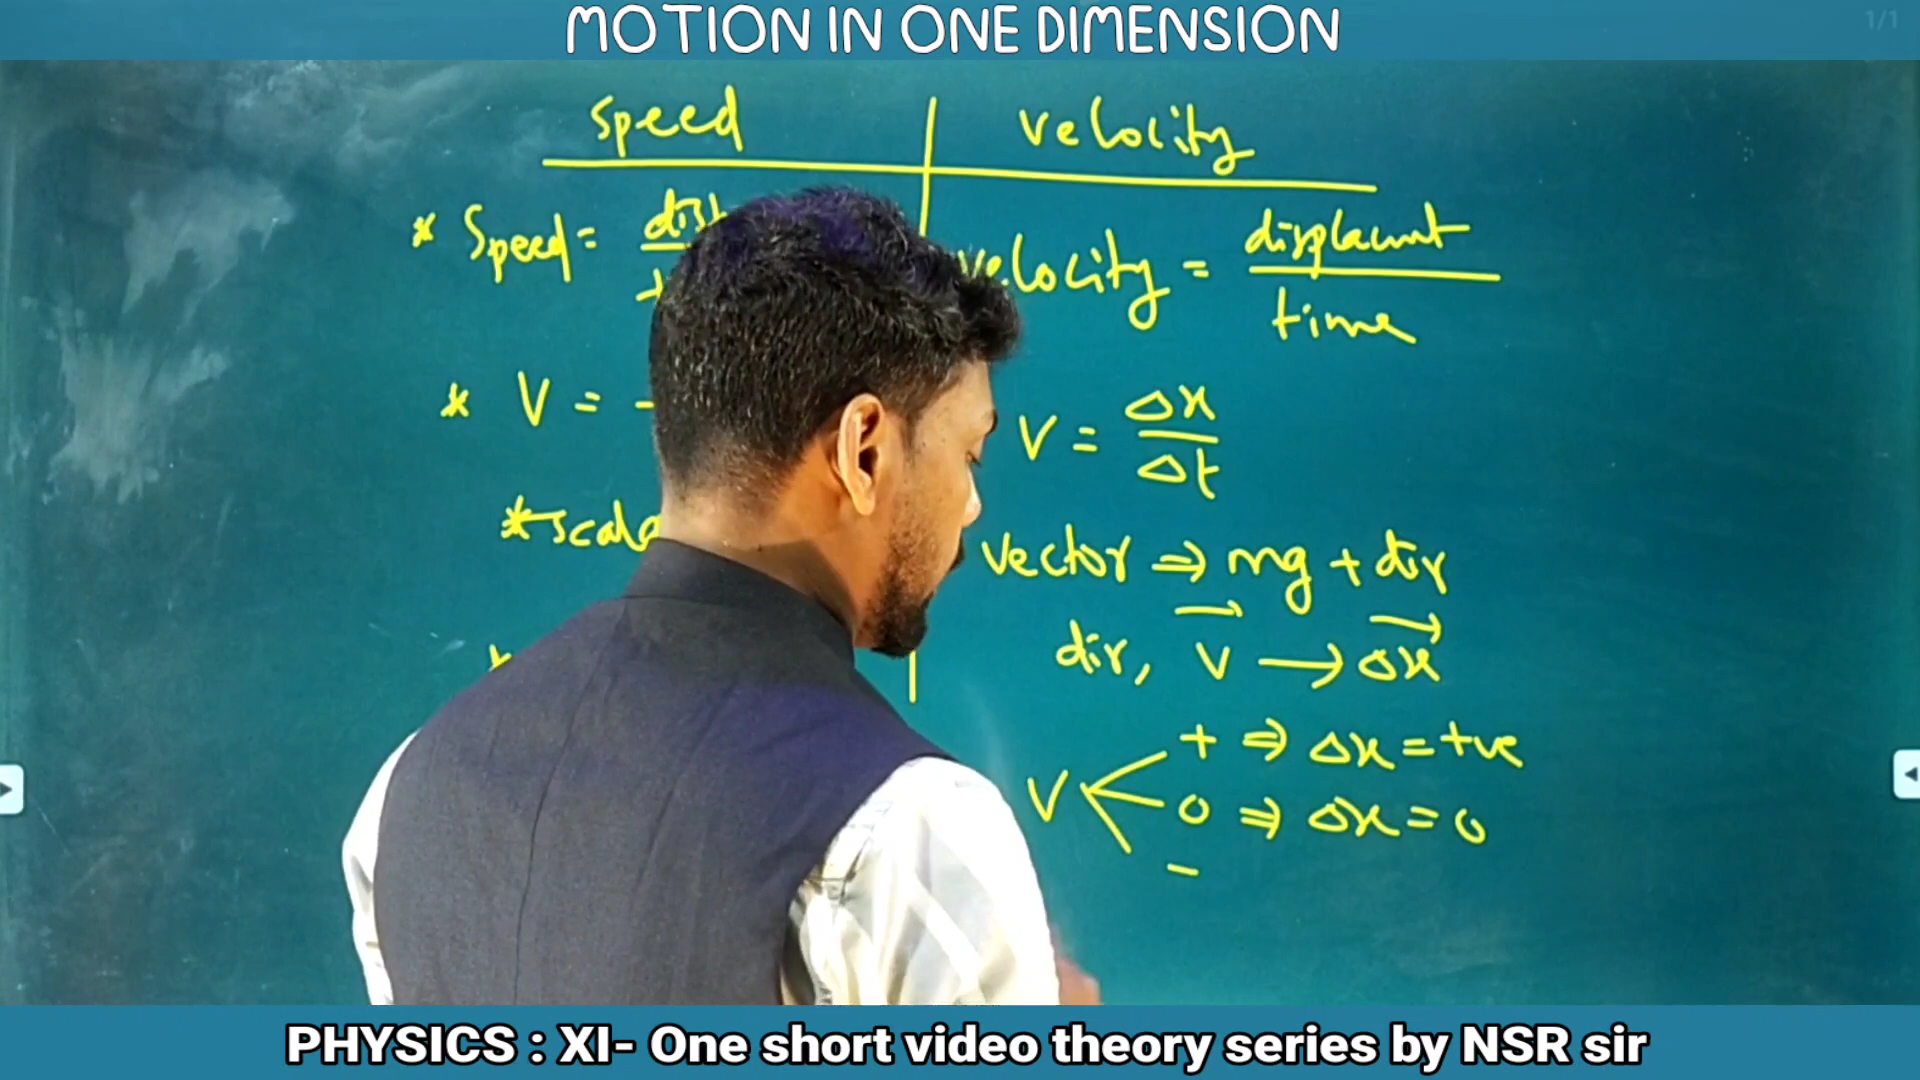 MOTION IN ONE DIMENSION
1/1
speed
velocity
* Speed =
velocity = displacmnt
time
* V = -
V = Δx
Δt
*
vector ⇒ mg + dir
dir, V → Δx
V + ⇒ Δx = +ve
0 ⇒ Δx = 0
-
PHYSICS : XI- One short video theory series by NSR sir